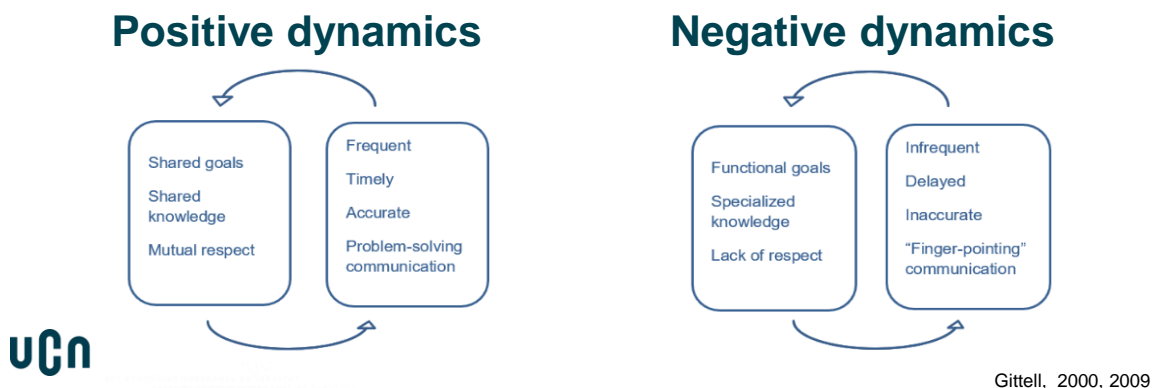 Positive dynamics
Shared goals
Shared
knowledge
Mutual respect
Frequent
Timely
Accurate
Problem-solving
communication
Negative dynamics
Functional goals
Specialized
knowledge
Lack of respect
Infrequent
Delayed
Inaccurate
“Finger-pointing”
communication
ucn
Gittell, 2000, 2009